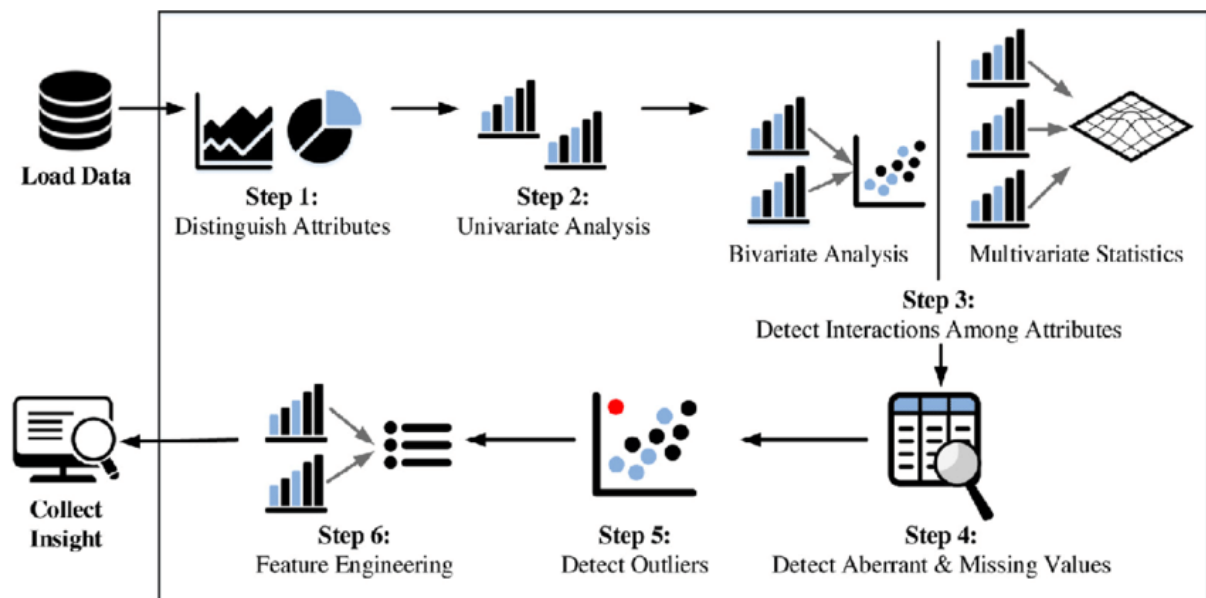 Load Data
Step 1:
Distinguish Attributes
Step 2:
Univariate Analysis
Bivariate Analysis
Multivariate Statistics
Step 3:
Detect Interactions Among Attributes
Step 4:
Detect Aberrant & Missing Values
Step 5:
Detect Outliers
Step 6:
Feature Engineering
Collect
Insight